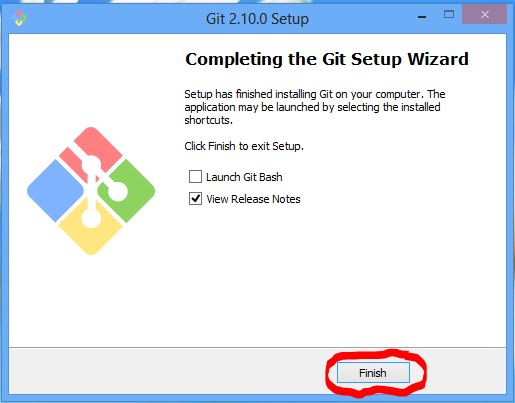 Git 2.10.0 Setup
Completing the Git Setup Wizard
Setup has finished installing Git on your computer. The
application may be launched by selecting the installed
shortcuts.
Click Finish to exit Setup.
Launch Git Bash
View Release Notes
Finish